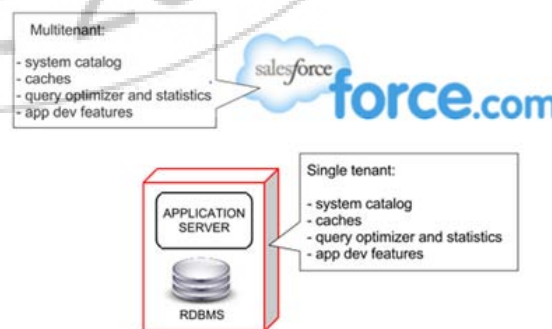 Multitenant:
- system catalog
- caches
- query optimizer and statistics
- app dev features
salesforce
force.com
Single tenant:
- system catalog
- caches
- query optimizer and statistics
- app dev features
APPLICATION
SERVER
RDBMS